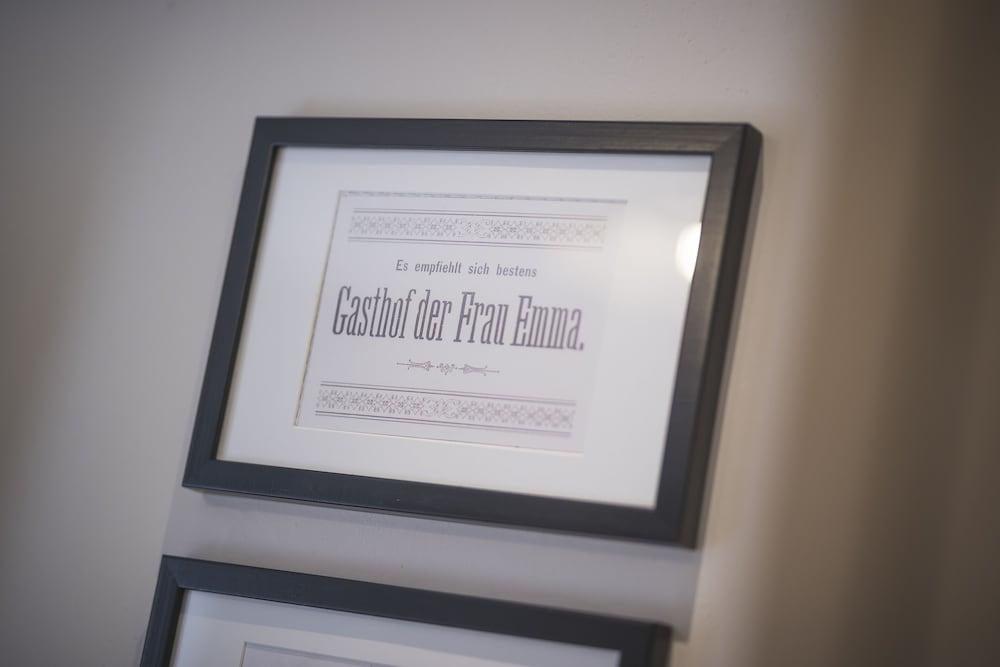 Es empfiehlt sich bestens
Gasthof der Frau Emma.